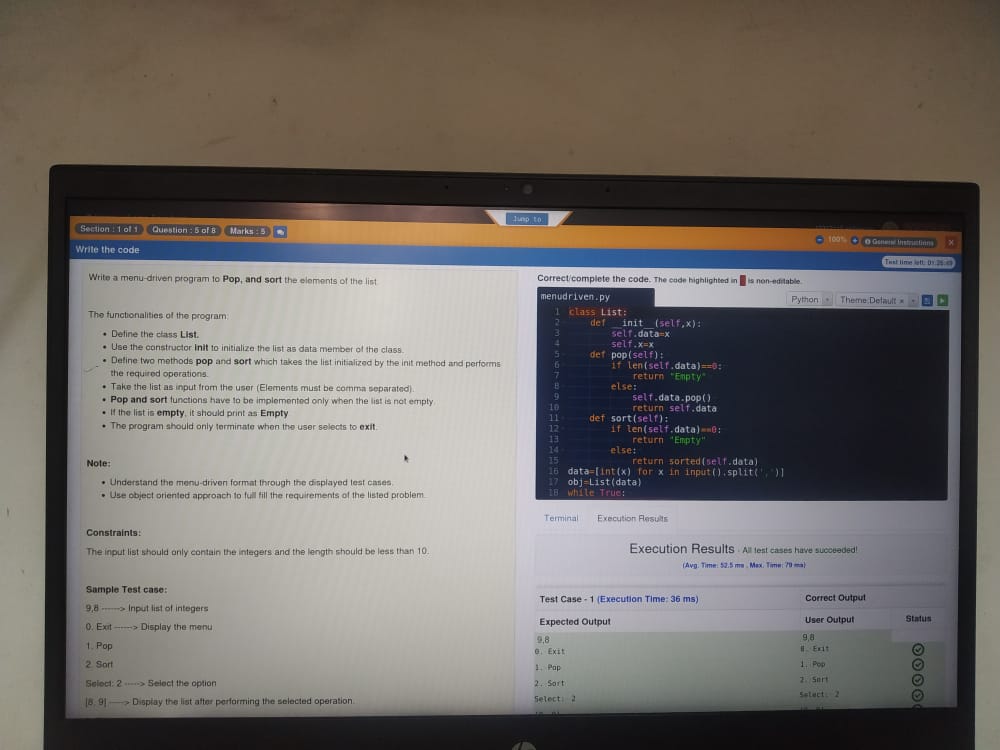 Jump to
Section : 1 of 1 Question : 5 of 8 Marks : 5
100% General Instructions
Write the code
Test time left: 01:26:49
Write a menu-driven program to Pop, and sort the elements of the list
The functionalities of the program:
• Define the class List.
• Use the constructor init to initialize the list as data member of the class.
• Define two methods pop and sort which takes the list initialized by the init method and performs
the required operations.
• Take the list as input from the user (Elements must be comma separated).
• Pop and sort functions have to be implemented only when the list is not empty.
• If the list is empty, it should print as Empty
• The program should only terminate when the user selects to exit.
Note:
• Understand the menu-driven format through the displayed test cases.
• Use object oriented approach to full fill the requirements of the listed problem.
Constraints:
The input list should only contain the integers and the length should be less than 10.
Sample Test case:
9,8 ------> Input list of integers
0. Exit ------> Display the menu
1. Pop
2. Sort
Select: 2 -----> Select the option
[8, 9] -----> Display the list after performing the selected operation.
Correct/complete the code. The code highlighted in is non-editable.
menudriven.py
Python Theme:Default
1 class List:
2 def __init__(self,x):
3 self.data=x
4 self.x=x
5 def pop(self):
6 if len(self.data)==0:
7 return "Empty"
8 else:
9 self.data.pop()
10 return self.data
11 def sort(self):
12 if len(self.data)==0:
13 return "Empty"
14 else:
15 return sorted(self.data)
16 data=[int(x) for x in input().split(',')]
17 obj=List(data)
18 while True:
Terminal Execution Results
Execution Results - All test cases have succeeded!
(Avg. Time: 52.5 ms , Max. Time: 79 ms)
Test Case - 1 (Execution Time: 36 ms) Correct Output
Expected Output User Output Status
9,8 9,8
0. Exit 0. Exit
1. Pop 1. Pop
2. Sort 2. Sort
Select: 2 Select: 2